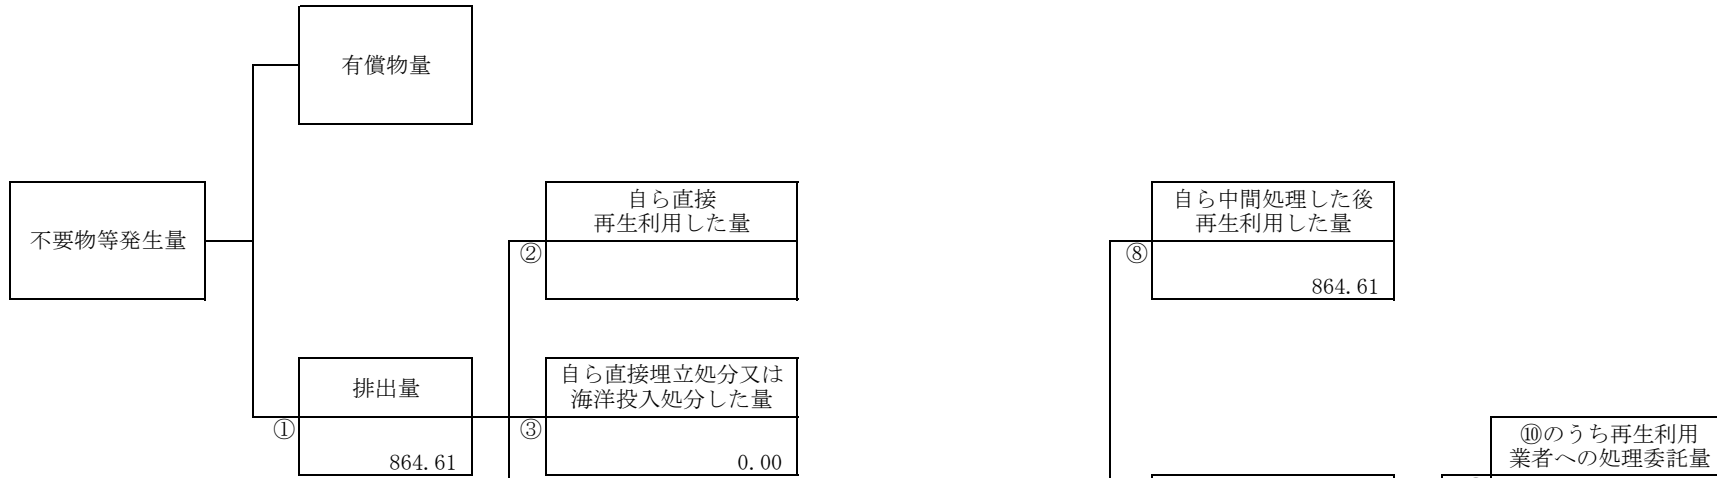 有償物量
不要物等発生量
自ら直接
再生利用した量
②
自ら中間処理した後
再生利用した量
⑧
864.61
排出量
①
864.61
自ら直接埋立処分又は
海洋投入処分した量
③
0.00
⑩のうち再生利用
業者への処理委託量